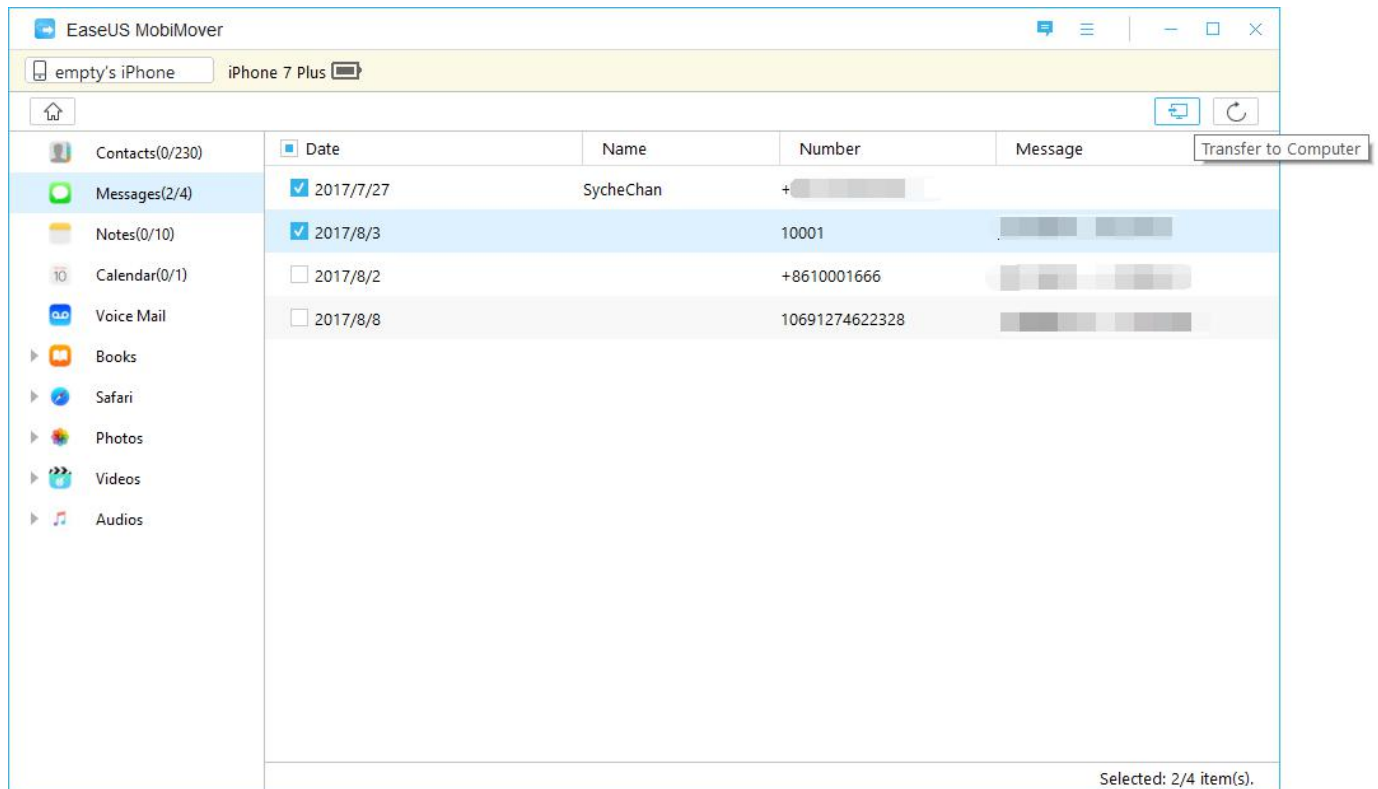 EaseUS MobiMover
empty's iPhone iPhone 7 Plus
Transfer to Computer
Date Name Number Message
Contacts(0/230)
Messages(2/4)
Notes(0/10)
10 Calendar(0/1)
Voice Mail
Books
Safari
Photos
Videos
Audios
2017/7/27 SycheChan +
2017/8/3 10001
2017/8/2 +8610001666
2017/8/8 10691274622328
Selected: 2/4 item(s).